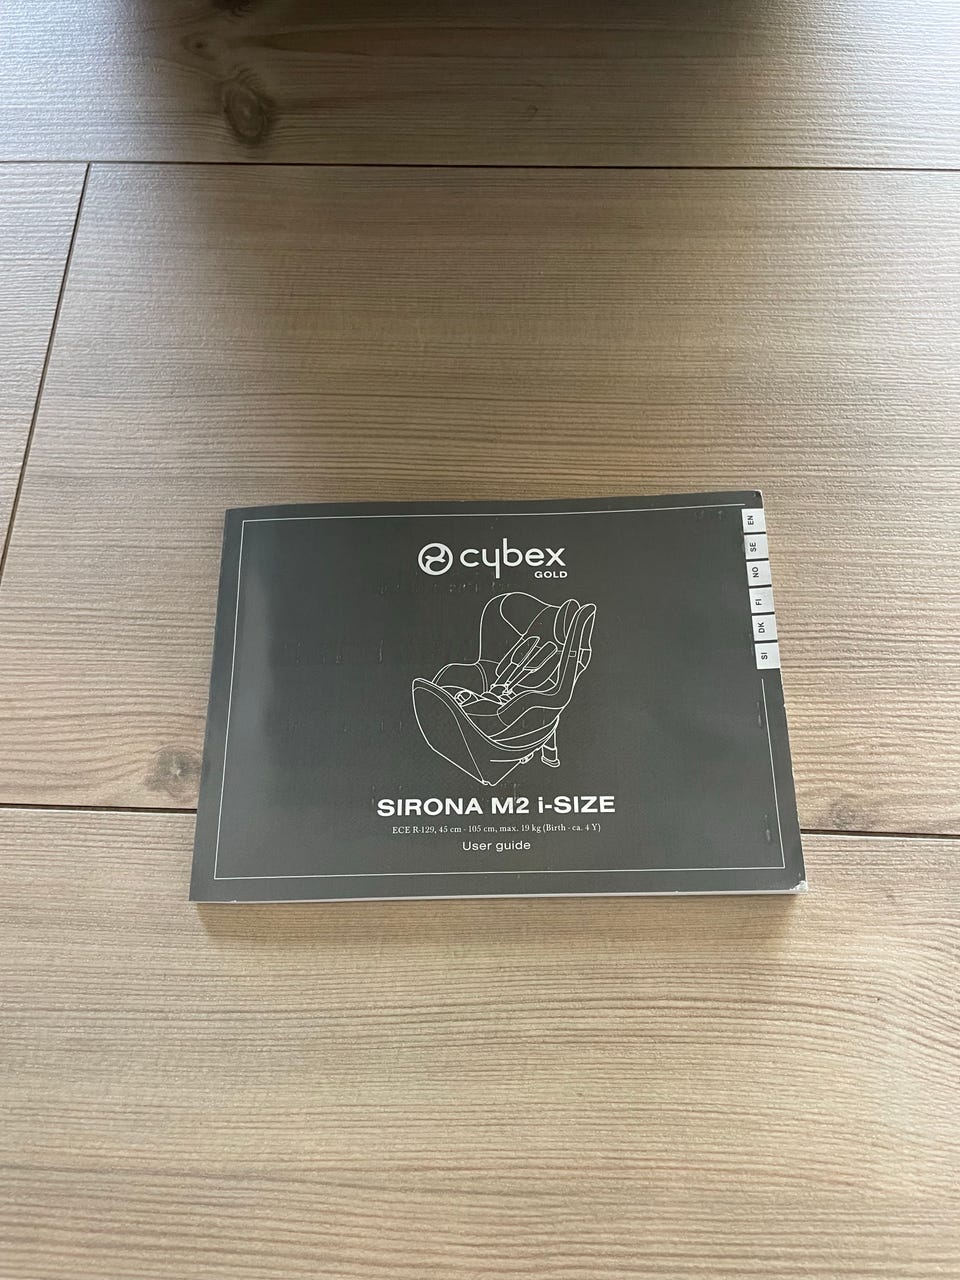 cybex
GOLD
SIRONA M2 i-SIZE
ECE R-129, 45 cm - 105 cm, max. 19 kg (Birth - ca. 4 Y)
User guide
EN
SE
NO
FI
DK
SI